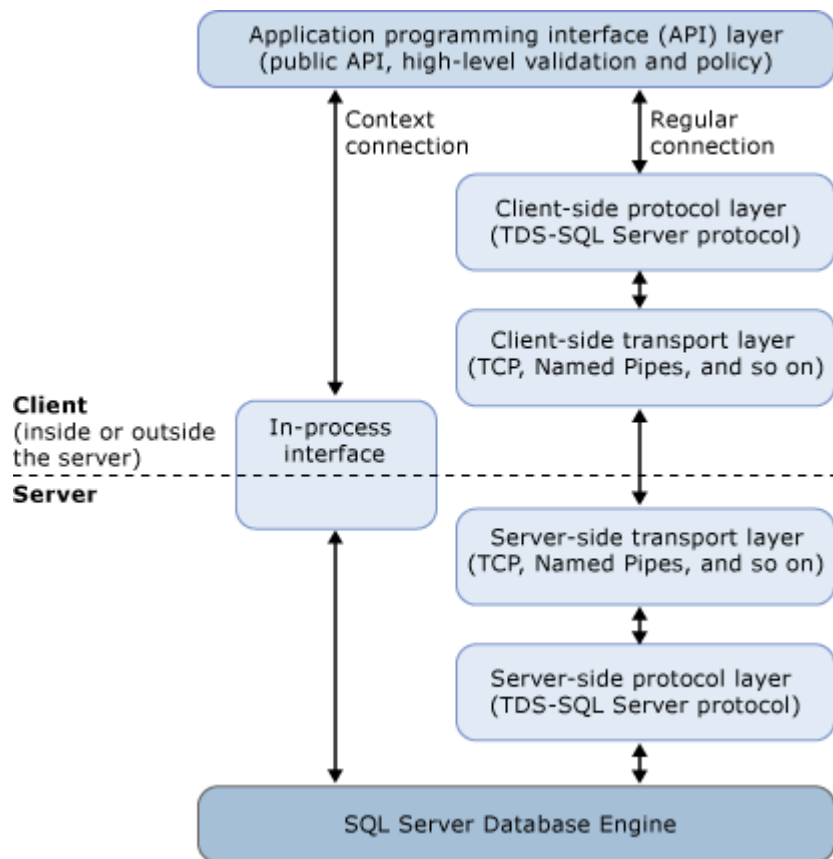 Application programming interface (API) layer
(public API, high-level validation and policy)
Context
connection
Regular
connection
Client-side protocol layer
(TDS-SQL Server protocol)
Client-side transport layer
(TCP, Named Pipes, and so on)
Client
(inside or outside
the server)
In-process
interface
Server
Server-side transport layer
(TCP, Named Pipes, and so on)
Server-side protocol layer
(TDS-SQL Server protocol)
SQL Server Database Engine